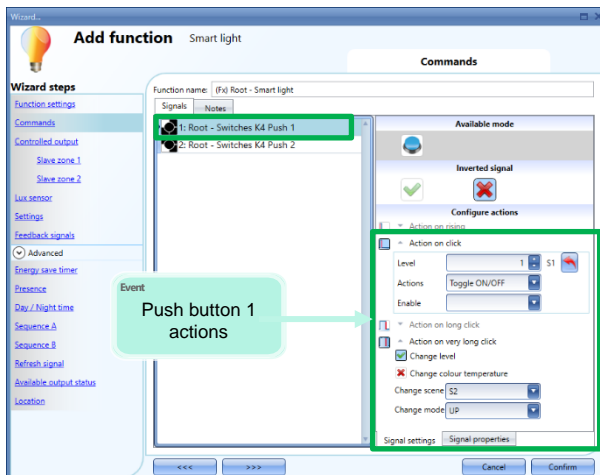 Wizard...
Add function Smart light
Commands
Wizard steps
Function settings
Commands
Controlled output
Slave zone 1
Slave zone 2
Lux sensor
Settings
Feedback signals
Advanced
Energy save timer
Presence
Day / Night time
Sequence A
Sequence B
Refresh signal
Available output status
Location
Function name: (Fx) Root - Smart light
Signals Notes
1: Root - Switches K4 Push 1
2: Root - Switches K4 Push 2
Available mode
Inverted signal
Configure actions
Action on rising
Action on click
Level 1 S1
Actions Toggle ON/OFF
Enable
Action on long click
Action on very long click
Change level
Change colour temperature
Change scene S2
Change mode UP
Signal settings Signal properties
Event
Push button 1
actions
<<< >>> Cancel Confirm